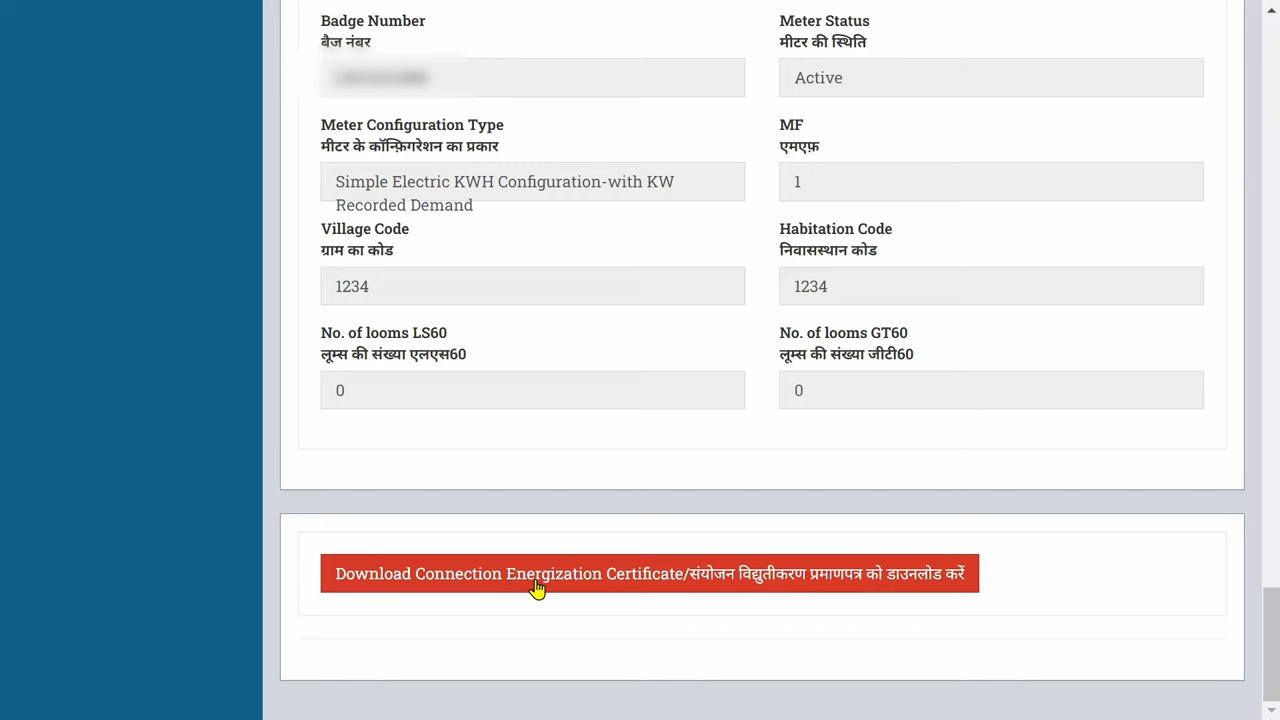 Badge Number
बैज नंबर
Meter Status
मीटर की स्थिति
Active
Meter Configuration Type
मीटर के कॉन्फ़िगरेशन का प्रकार
Simple Electric KWH Configuration-with KW
Recorded Demand
MF
एमएफ़
1
Village Code
ग्राम का कोड
1234
Habitation Code
निवासस्थान कोड
1234
No. of looms LS60
लूम्स की संख्या एलएस60
0
No. of looms GT60
लूम्स की संख्या जीटी60
0
Download Connection Energization Certificate/संयोजन विद्युतीकरण प्रमाणपत्र को डाउनलोड करें